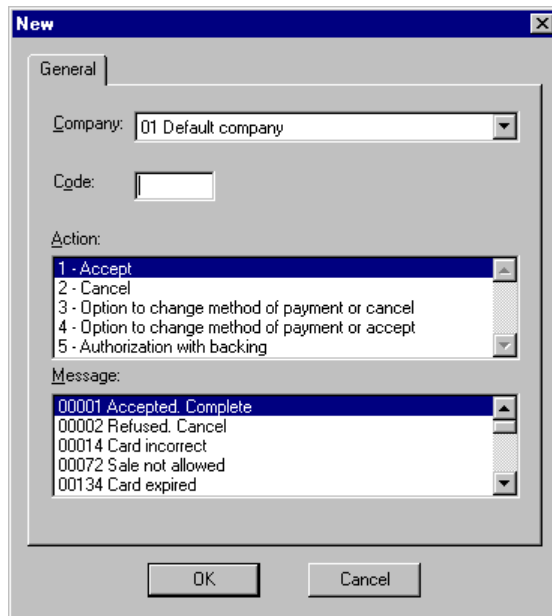 New
General
Company: 01 Default company
Code:
Action:
1 - Accept
2 - Cancel
3 - Option to change method of payment or cancel
4 - Option to change method of payment or accept
5 - Authorization with backing
Message:
00001 Accepted. Complete
00002 Refused. Cancel
00014 Card incorrect
00072 Sale not allowed
00134 Card expired
OK Cancel